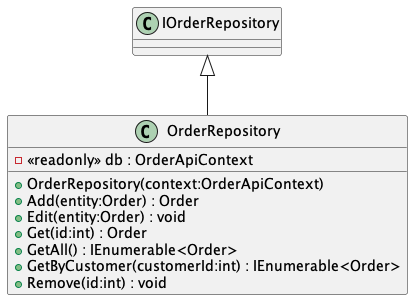 C IOrderRepository
C OrderRepository
«readonly» db : OrderApiContext
OrderRepository(context:OrderApiContext)
Add(entity:Order) : Order
Edit(entity:Order) : void
Get(id:int) : Order
GetAll() : IEnumerable<Order>
GetByCustomer(customerId:int) : IEnumerable<Order>
Remove(id:int) : void